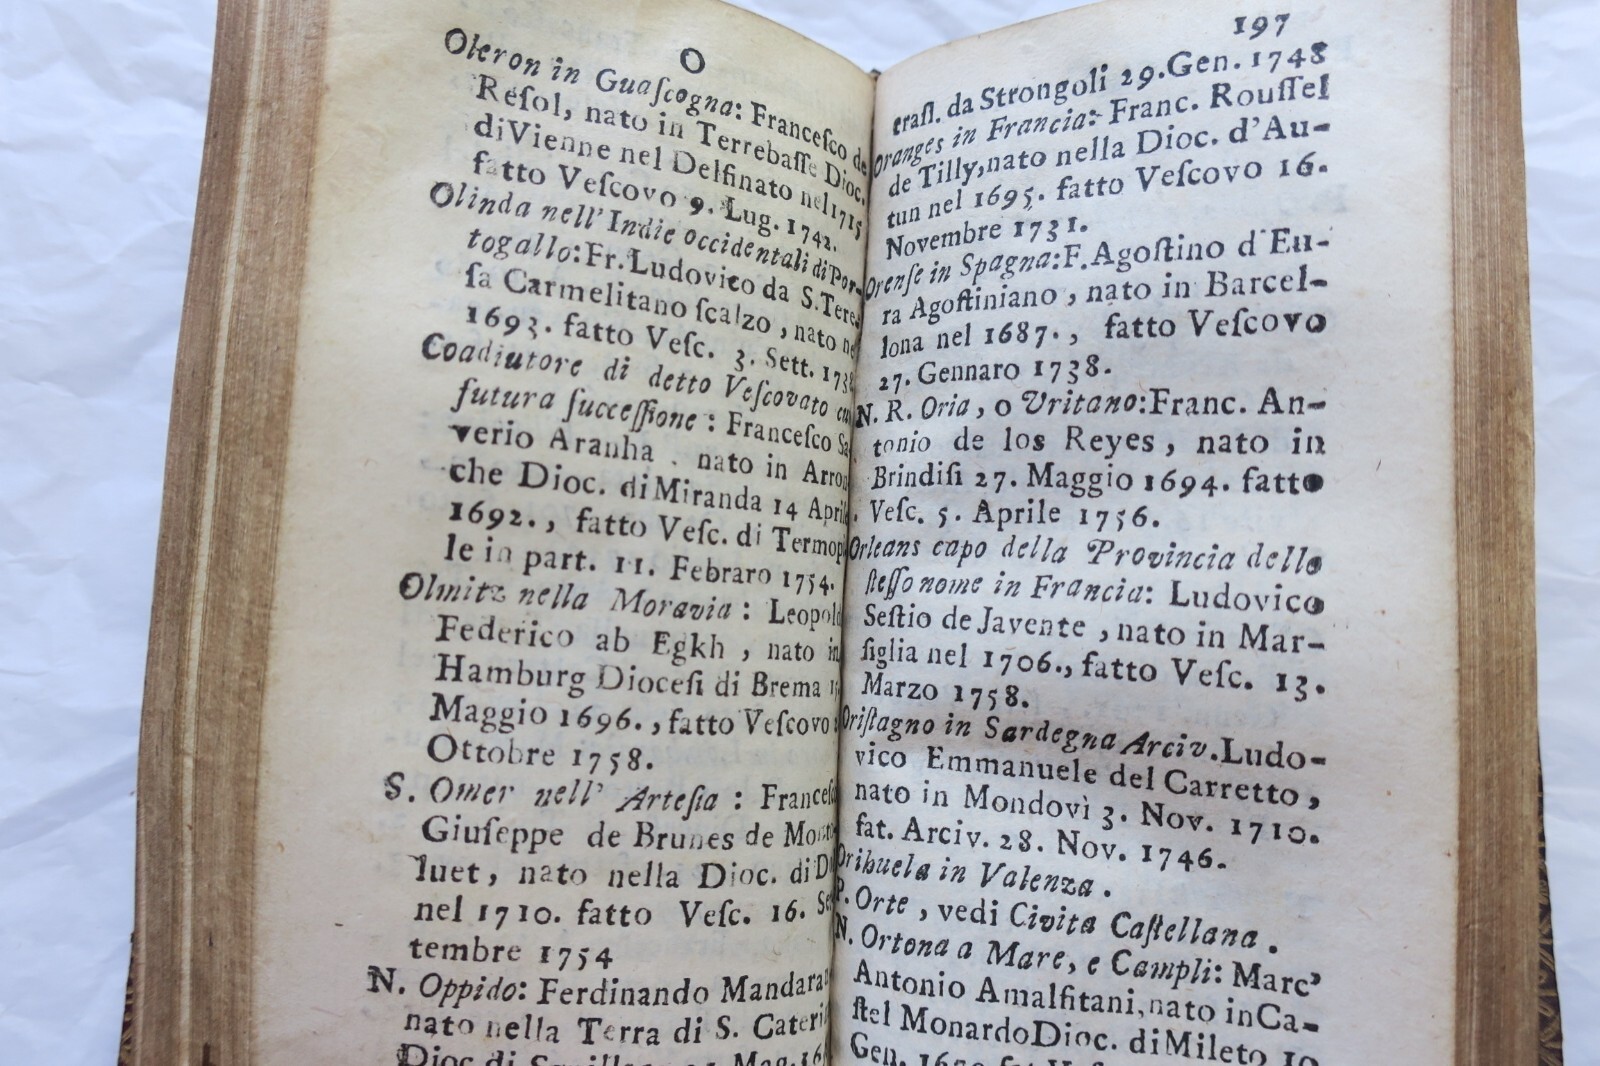 O
Oleron in Guaſcogna: Franceſco de
Reſol, nato in Terrebaſſe Dioc.
di Vienne nel Delfinato nel 1715
fatto Veſcovo 9. Lug. 1742.
Olinda nell' Indie occidentali di Por-
togallo: Fr. Ludovico da S. Tere-
ſa Carmelitano ſcalzo, nato
1693. fatto Veſc. 3. Sett.
Coadiutore di detto Veſcovato
futura ſucceſſione: Franceſco
verio Aranha, nato in
che Dioc. di Miranda 14 Aprile
1692., fatto Veſc. di
le in part. 11. Febraro 1754.
Olmitz nella Moravia: Leopold
Federico ab Egkh, nato in
Hamburg Dioceſi di Brema
Maggio 1696., fatto Veſcovo
Ottobre 1758.
S. Omer nell' Arteſia:
Giuſeppe de Brunes de
luet, nato nella Dioc. di
nel 1710. fatto Veſc. 16.
tembre 1754
N. Oppido: Ferdinando
nato nella Terra di S.
Dioc. di
197
traſl. da Strongoli 29. Gen. 1748
Oranges in Francia: Franc. Rouſſel
de Tilly, nato nella Dioc. d'Au-
tun nel 1695. fatto Veſcovo 16.
Novembre 1731.
Orenſe in Spagna: F. Agoſtino d'Eu-
ra Agoſtiniano, nato in Barcel-
lona nel 1687., fatto Veſcovo
27. Gennaro 1738.
N. R. Oria, o Vritano: Franc. An-
tonio de los Reyes, nato in
Brindiſi 27. Maggio 1694. fatto
Veſc. 5. Aprile 1756.
Orleans capo della Provincia dello
ſteſſo nome in Francia: Ludovico
Seſtio de Javente, nato in Mar-
ſiglia nel 1706., fatto Veſc. 13.
Marzo 1758.
Oriſtagno in Sardegna Arciv. Ludo-
vico Emmanuele del Carretto,
nato in Mondovì 3. Nov. 1710.
fat. Arciv. 28. Nov. 1746.
Orihuela in Valenza.
P. Orte, vedi Civita Caſtellana.
N. Ortona a Mare, e Campli: Marc'
Antonio Amalfitani, nato in Ca-
ſtel Monardo Dioc. di Mileto 10
Gen.